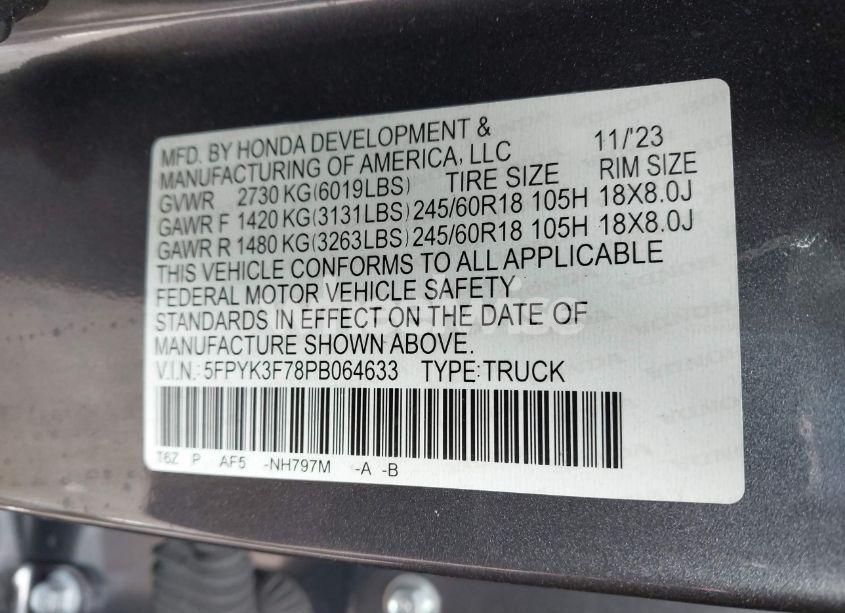 MFD. BY HONDA DEVELOPMENT &
MANUFACTURING OF AMERICA, LLC 11/'23
GVWR 2730 KG(6019LBS) TIRE SIZE RIM SIZE
GAWR F 1420 KG(3131LBS) 245/60R18 105H 18X8.0J
GAWR R 1480 KG(3263LBS) 245/60R18 105H 18X8.0J
THIS VEHICLE CONFORMS TO ALL APPLICABLE
FEDERAL MOTOR VEHICLE SAFETY
STANDARDS IN EFFECT ON THE DATE OF
MANUFACTURE SHOWN ABOVE.
V.I.N.: 5FPYK3F78PB064633 TYPE: TRUCK
T6Z P AF5 -NH797M -A -B